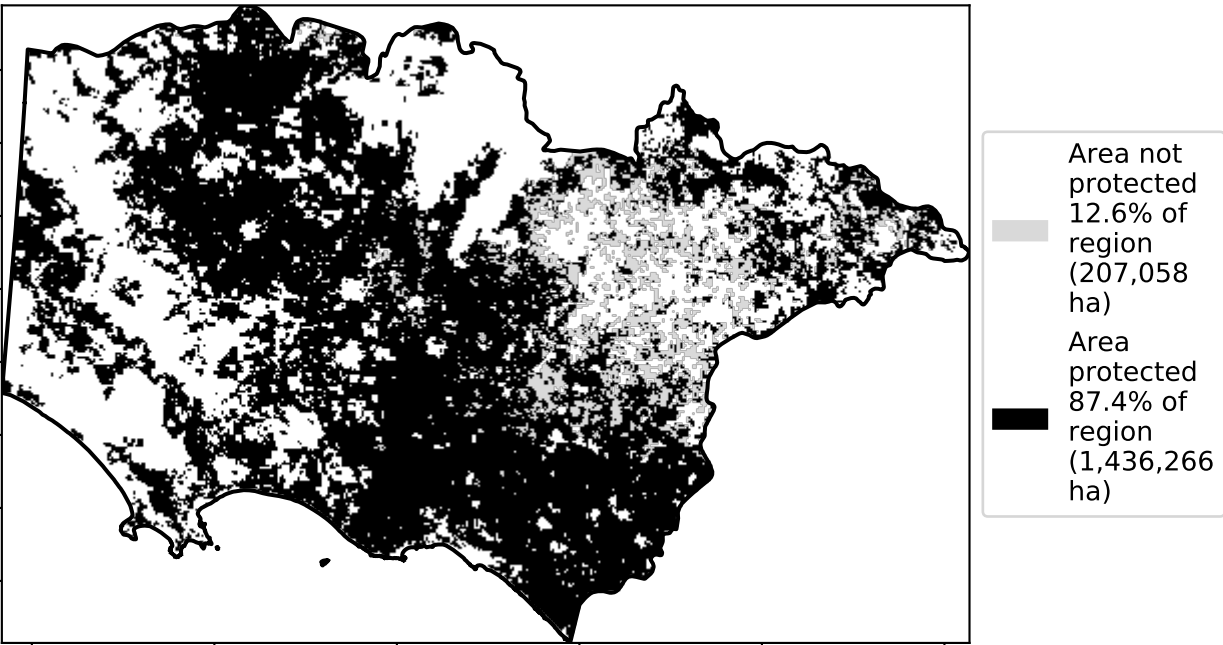 Area not
protected
12.6% of
region
(207,058
ha)
Area
protected
87.4% of
region
(1,436,266
ha)